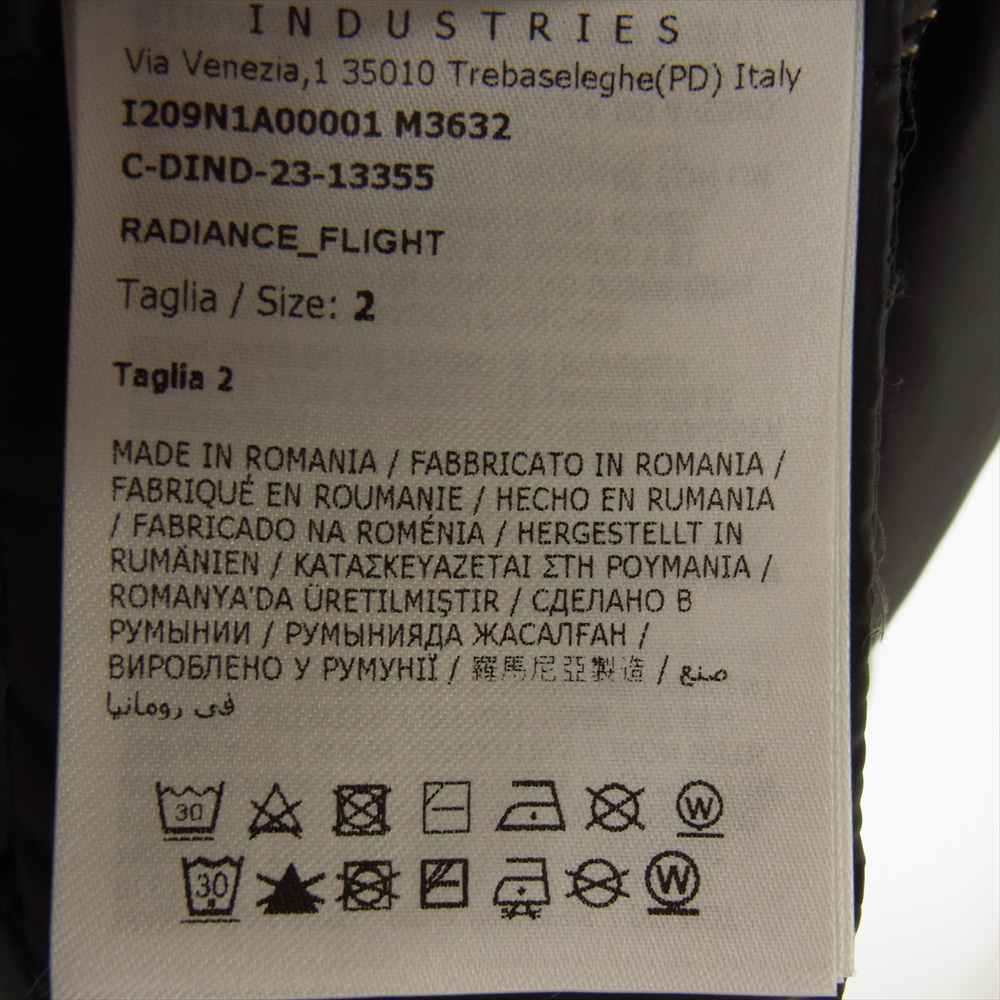 INDUSTRIES
Via Venezia,1 35010 Trebaseleghe(PD) Italy
I209N1A00001 M3632
C-DIND-23-13355
RADIANCE_FLIGHT
Taglia / Size: 2
Taglia 2
MADE IN ROMANIA / FABBRICATO IN ROMANIA /
FABRIQUÉ EN ROUMANIE / HECHO EN RUMANIA
/ FABRICADO NA ROMÉNIA / HERGESTELLT IN
RUMÄNIEN / ΚΑΤΑΣΚΕΥΑΖΕΤΑΙ ΣΤΗ ΡΟΥΜΑΝΙΑ /
ROMANYA'DA ÜRETILMIŞTIR / СДЕЛАНО В
РУМЫНИИ / РУМЫНИЯДА ЖАСАЛҒАН /
ВИРОБЛЕНО У РУМУНІЇ / 羅馬尼亞製造 / صنع
في رومانيا
30 W
30 W